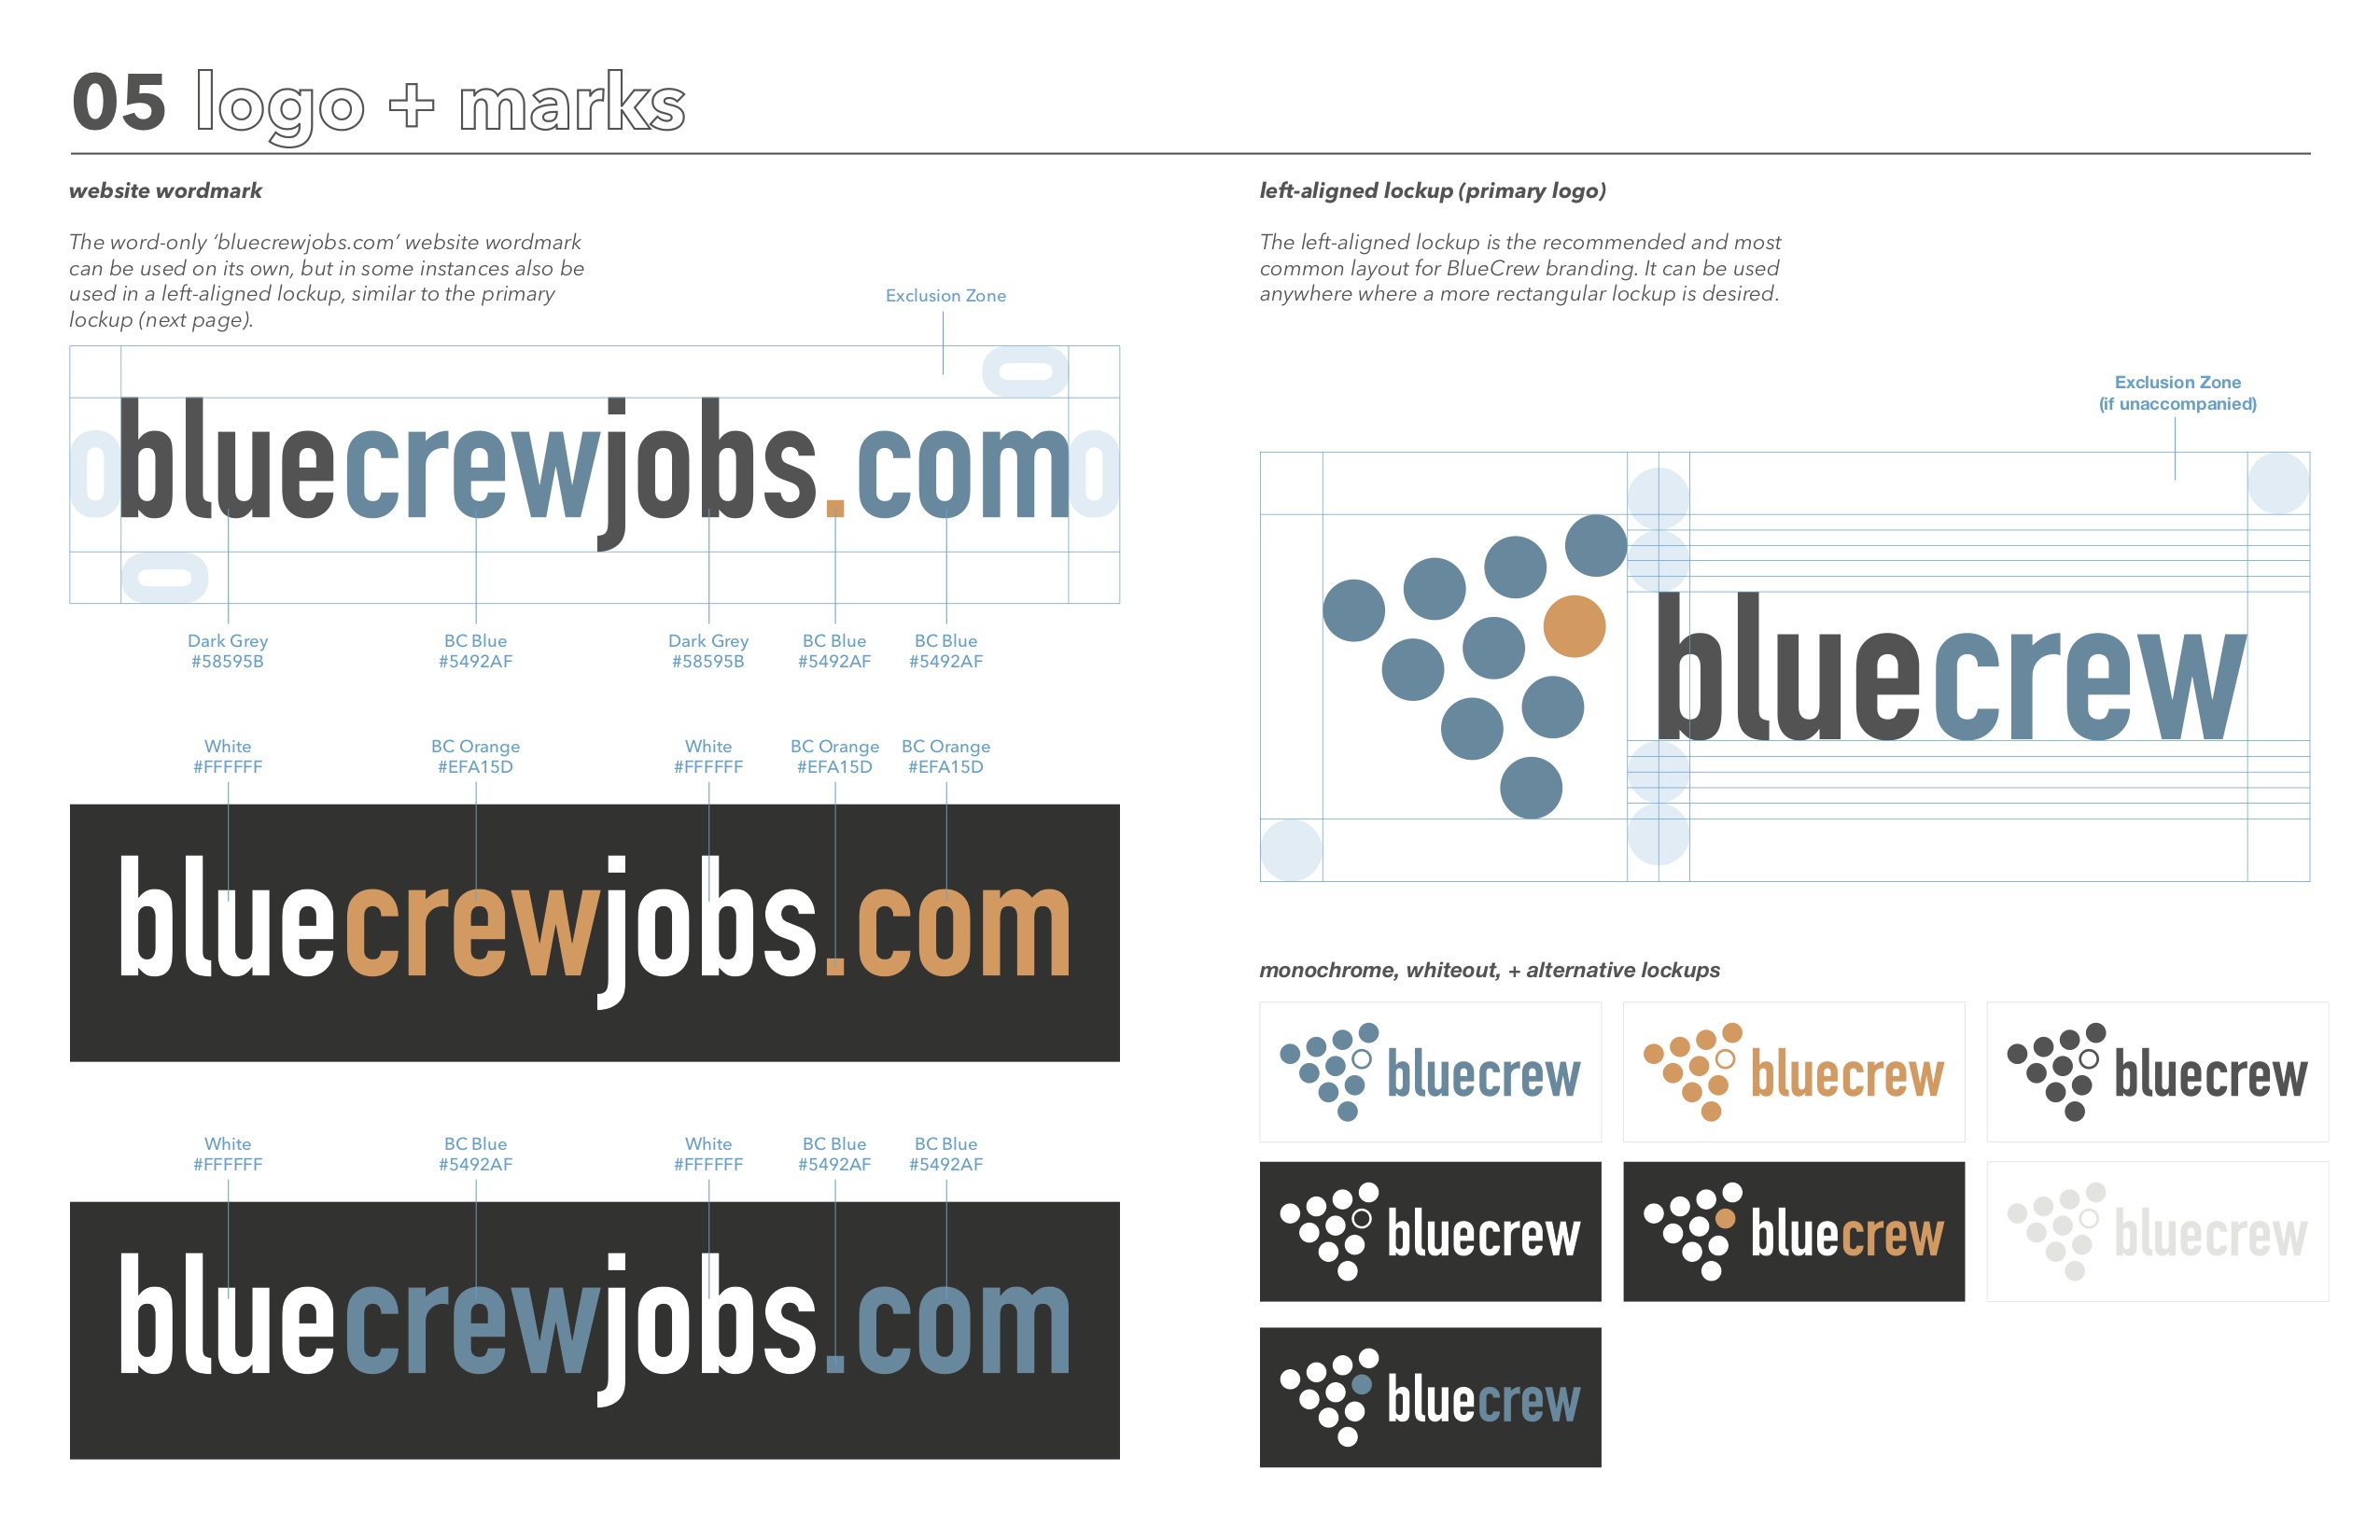 05 logo + marks
website wordmark
The word-only ‘bluecrewjobs.com’ website wordmark
can be used on its own, but in some instances also be
used in a left-aligned lockup, similar to the primary
lockup (next page).
Exclusion Zone
0
0 bluecrewjobs.com 0
0
Dark Grey
#58595B
BC Blue
#5492AF
Dark Grey
#58595B
BC Blue
#5492AF
BC Blue
#5492AF
White
#FFFFFF
BC Orange
#EFA15D
White
#FFFFFF
BC Orange
#EFA15D
BC Orange
#EFA15D
bluecrewjobs.com
White
#FFFFFF
BC Blue
#5492AF
White
#FFFFFF
BC Blue
#5492AF
BC Blue
#5492AF
bluecrewjobs.com
left-aligned lockup (primary logo)
The left-aligned lockup is the recommended and most
common layout for BlueCrew branding. It can be used
anywhere where a more rectangular lockup is desired.
Exclusion Zone
(if unaccompanied)
bluecrew
monochrome, whiteout, + alternative lockups
bluecrew
bluecrew
bluecrew
bluecrew
bluecrew
bluecrew
bluecrew